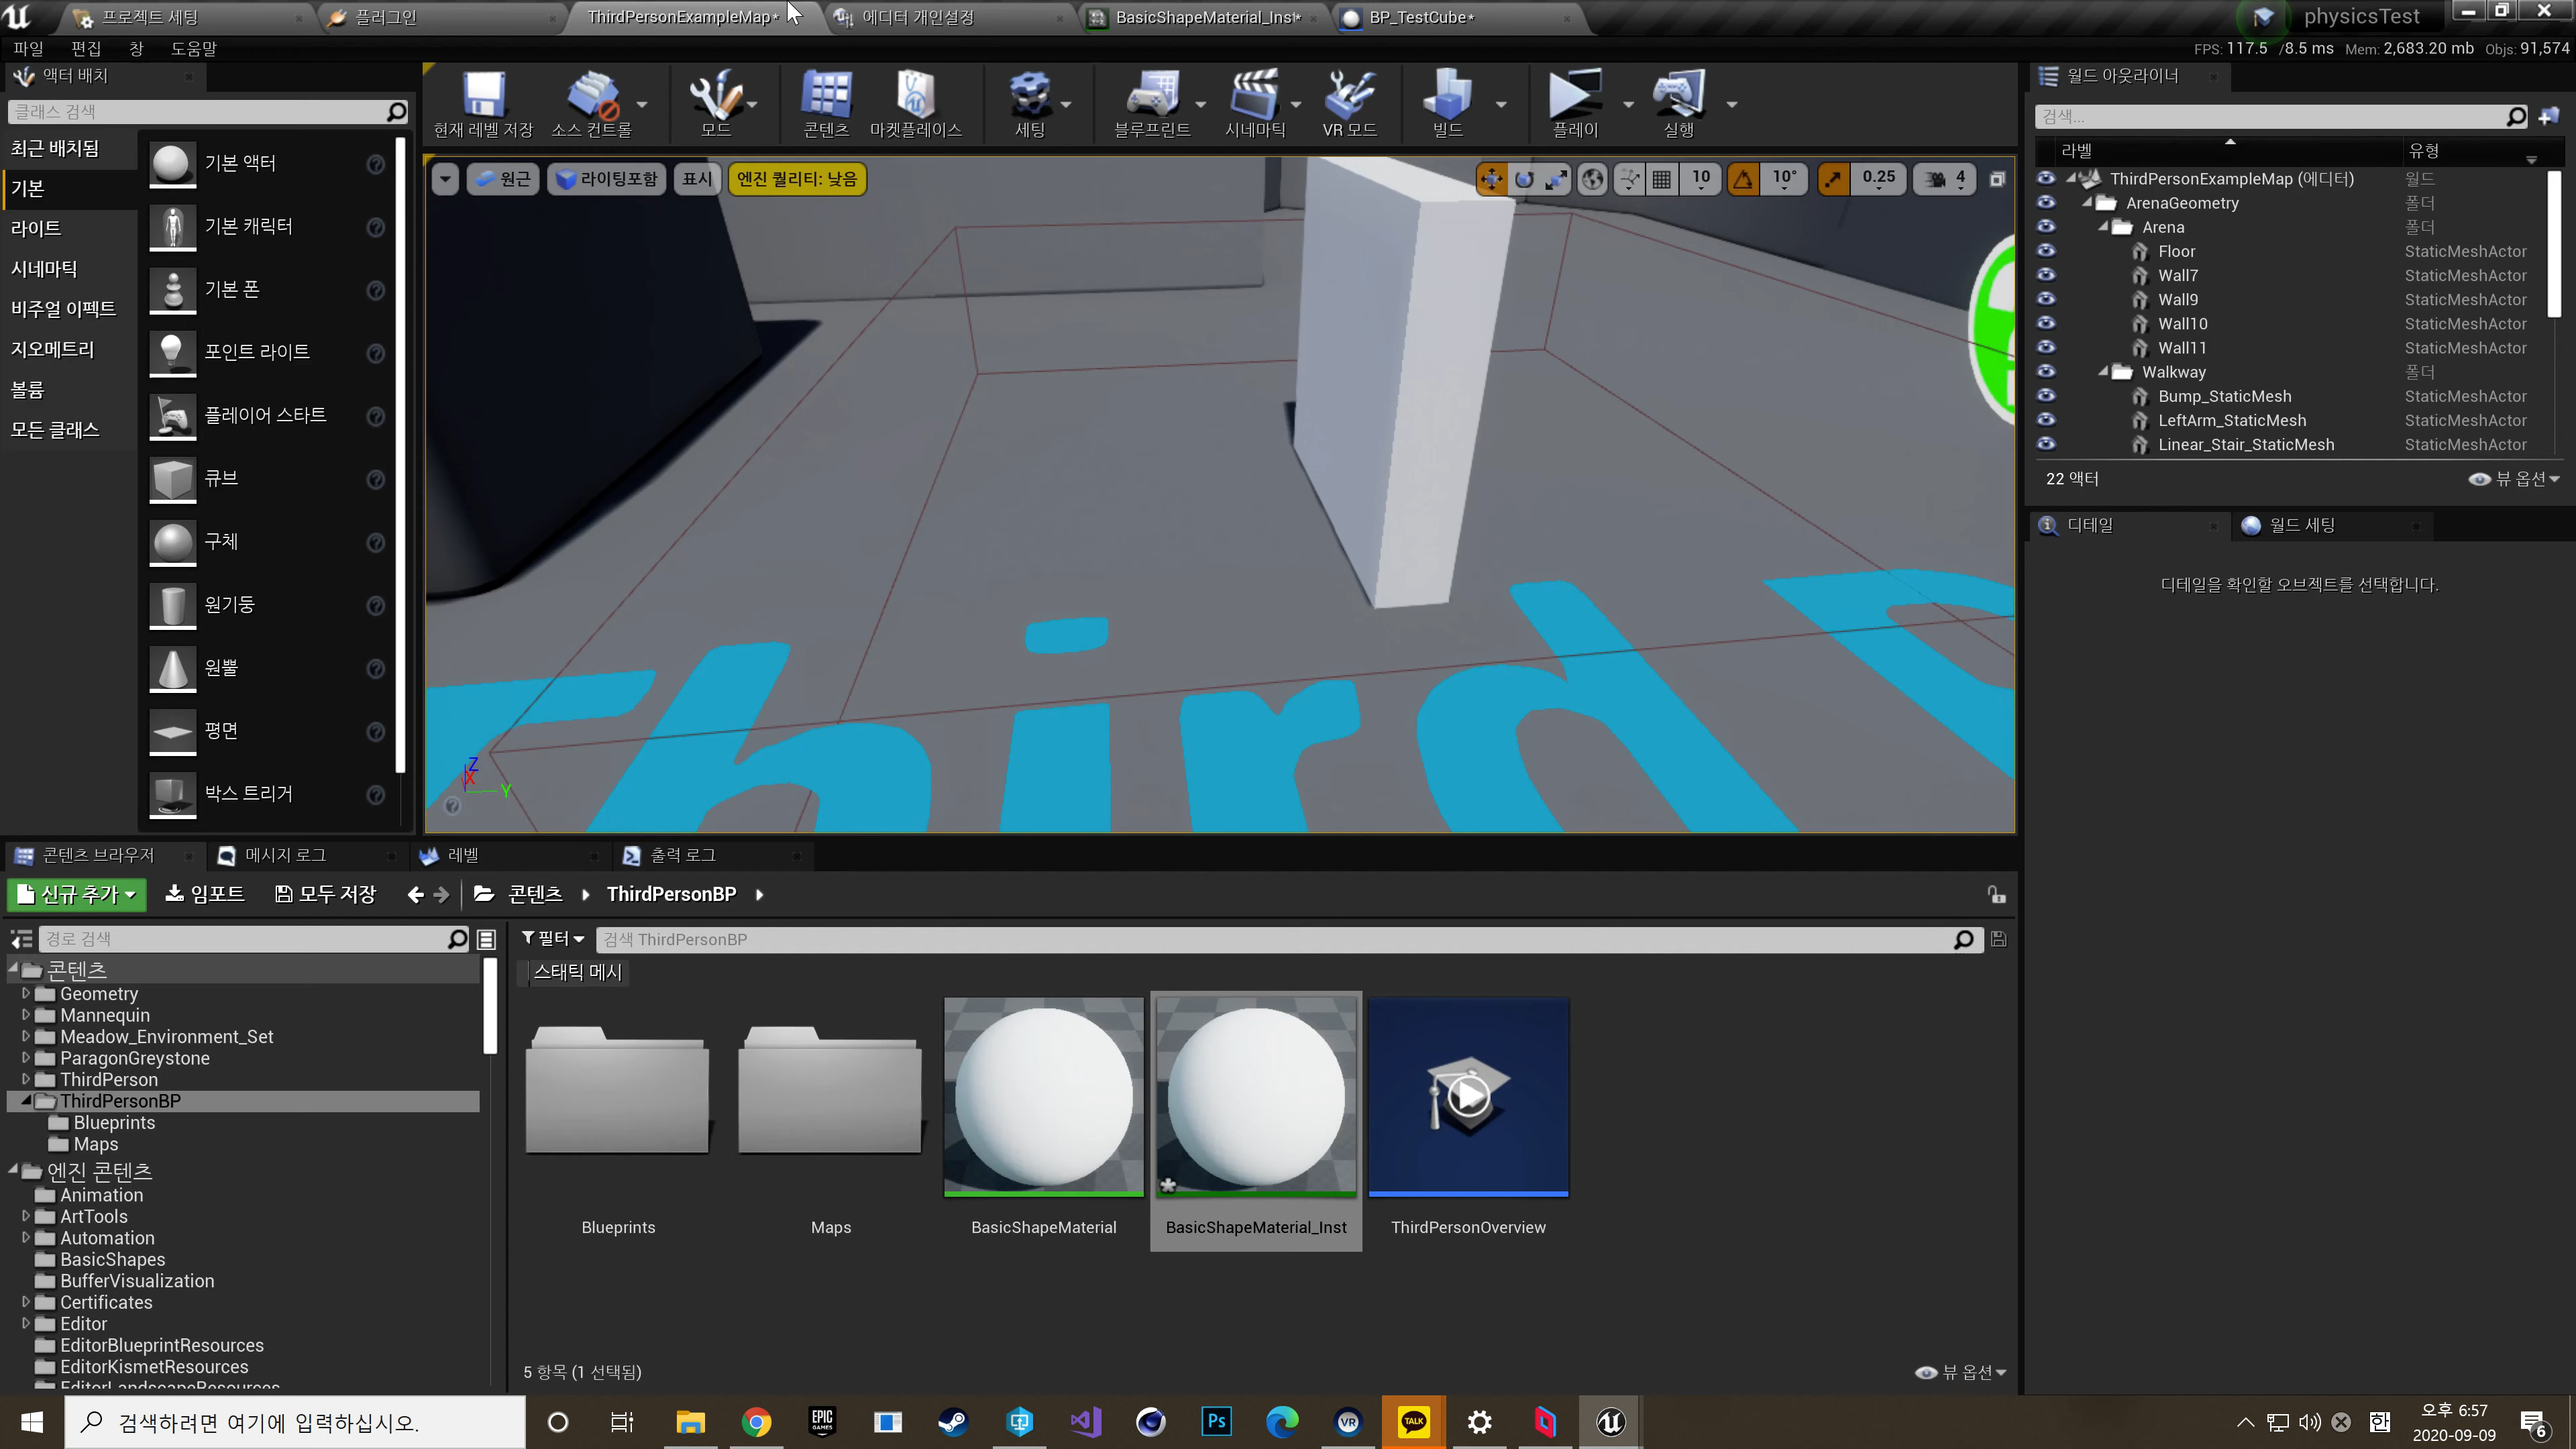 프로젝트 세팅
플러그인
ThirdPersonExampleMap*
에디터 개인설정
BasicShapeMaterial_Inst*
BP_TestCube*
physicsTest
파일 편집 창 도움말
FPS: 117.5 /8.5 ms Mem: 2,683.20 mb Objs: 91,574
액터 배치
클래스 검색
최근 배치됨
기본
라이트
시네마틱
비주얼 이펙트
지오메트리
볼륨
모든 클래스
기본 액터
기본 캐릭터
기본 폰
포인트 라이트
플레이어 스타트
큐브
구체
원기둥
원뿔
평면
박스 트리거
현재 레벨 저장
소스 컨트롤
모드
콘텐츠
마켓플레이스
세팅
블루프린트
시네마틱
VR 모드
빌드
플레이
실행
원근
라이팅포함
표시
엔진 퀄리티: 낮음
10
10°
0.25
4
Third
Z
X
Y
월드 아웃라이너
검색...
라벨 유형
ThirdPersonExampleMap (에디터) 월드
ArenaGeometry 폴더
Arena 폴더
Floor StaticMeshActor
Wall7 StaticMeshActor
Wall9 StaticMeshActor
Wall10 StaticMeshActor
Wall11 StaticMeshActor
Walkway 폴더
Bump_StaticMesh StaticMeshActor
LeftArm_StaticMesh StaticMeshActor
Linear_Stair_StaticMesh StaticMeshActor
22 액터
뷰 옵션
디테일
월드 세팅
디테일을 확인할 오브젝트를 선택합니다.
콘텐츠 브라우저
메시지 로그
레벨
출력 로그
신규 추가
임포트
모두 저장
콘텐츠
ThirdPersonBP
경로 검색
필터
검색 ThirdPersonBP
스태틱 메시
콘텐츠
Geometry
Mannequin
Meadow_Environment_Set
ParagonGreystone
ThirdPerson
ThirdPersonBP
Blueprints
Maps
엔진 콘텐츠
Animation
ArtTools
Automation
BasicShapes
BufferVisualization
Certificates
Editor
EditorBlueprintResources
EditorKismetResources
EditorLandscapeResources
Blueprints
Maps
BasicShapeMaterial
BasicShapeMaterial_Inst
ThirdPersonOverview
5 항목 (1 선택됨)
뷰 옵션
검색하려면 여기에 입력하십시오.
EPIC
GAMES
Ps
VR
TALK
한
오후 6:57
2020-09-09
6